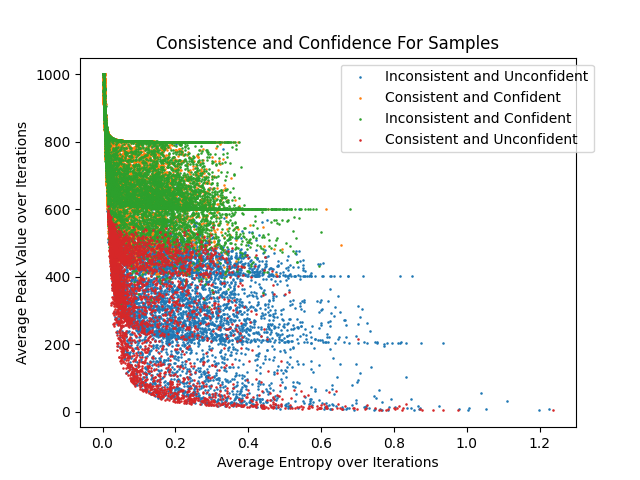 Consistence and Confidence For Samples
Inconsistent and Unconfident
Consistent and Confident
Inconsistent and Confident
Consistent and Unconfident
Average Peak Value over Iterations
1000
800
600
400
200
0
0.0 0.2 0.4 0.6 0.8 1.0 1.2
Average Entropy over Iterations